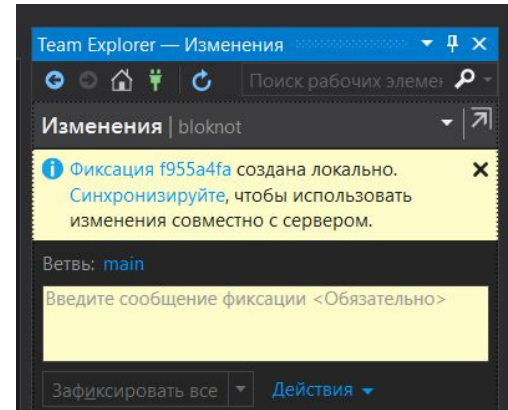 Team Explorer — Изменения
Поиск рабочих элемен
Изменения | bloknot
Фиксация f955a4fa создана локально.
Синхронизируйте, чтобы использовать
изменения совместно с сервером.
Ветвь: main
Введите сообщение фиксации <Обязательно>
Зафиксировать все Действия